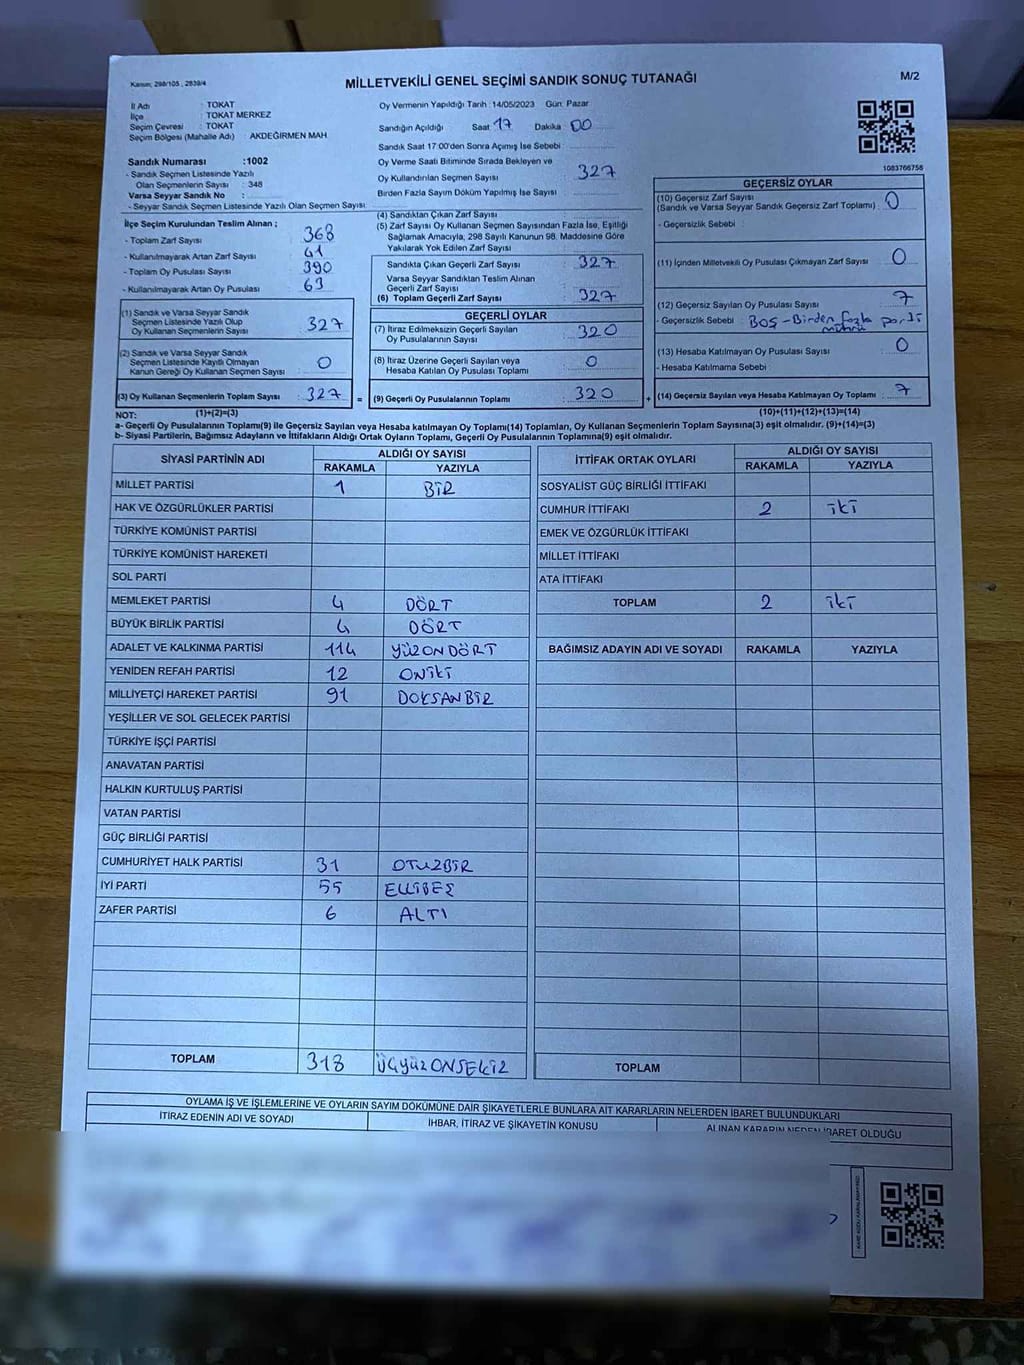 Kanun: 298/105 , 2839/4
MİLLETVEKİLİ GENEL SEÇİMİ SANDIK SONUÇ TUTANAĞI
M/2
İl Adı : TOKAT
İlçe : TOKAT MERKEZ
Seçim Çevresi : TOKAT
Seçim Bölgesi (Mahalle Adı) : AKDEĞİRMEN MAH.
Sandık Numarası :1002
- Sandık Seçmen Listesinde Yazılı
Olan Seçmenlerin Sayısı : 348
Varsa Seyyar Sandık No :
- Seyyar Sandık Seçmen Listesinde Yazılı Olan Seçmen Sayısı:
Oy Vermenin Yapıldığı Tarih :14/05/2023 Gün: Pazar
Sandığın Açıldığı Saat 17 Dakika 00
Sandık Saat 17:00'den Sonra Açımış İse Sebebi :
Oy Verme Saati Bitiminde Sırada Bekleyen ve
Oy Kullandırılan Seçmen Sayısı : 327
Birden Fazla Sayım Döküm Yapılmış İse Sayısı :
1083766758
İlçe Seçim Kurulundan Teslim Alınan ;
- Toplam Zarf Sayısı : 368
- Kullanılmayarak Artan Zarf Sayısı : 41
- Toplam Oy Pusulası Sayısı : 390
- Kullanılmayarak Artan Oy Pusulası : 63
(1) Sandık ve Varsa Seyyar Sandık
Seçmen Listesinde Yazılı Olup
Oy Kullanan Seçmenlerin Sayısı : 327
(2) Sandık ve Varsa Seyyar Sandık
Seçmen Listesinde Kayıtlı Olmayan
Kanun Gereği Oy Kullanan Seçmen Sayısı : 0
(3) Oy Kullanan Seçmenlerin Toplam Sayısı : 327 =
(1)+(2)=(3)
(4) Sandıktan Çıkan Zarf Sayısı :
(5) Zarf Sayısı Oy Kullanan Seçmen Sayısından Fazla İse, Eşitliği
Sağlamak Amacıyla, 298 Sayılı Kanunun 98. Maddesine Göre
Yakılarak Yok Edilen Zarf Sayısı :
Sandıkta Çıkan Geçerli Zarf Sayısı : 327
Varsa Seyyar Sandıktan Teslim Alınan
Geçerli Zarf Sayısı :
(6) Toplam Geçerli Zarf Sayısı : 327
GEÇERLİ OYLAR
(7) İtiraz Edilmeksizin Geçerli Sayılan
Oy Pusulalarının Sayısı : 320
(8) İtiraz Üzerine Geçerli Sayılan veya
Hesaba Katılan Oy Pusulası Toplamı : 0
(9) Geçerli Oy Pusulalarının Toplamı : 320 +
GEÇERSİZ OYLAR
(10) Geçersiz Zarf Sayısı
(Sandık ve Varsa Seyyar Sandık Geçersiz Zarf Toplamı) : 0
- Geçersizlik Sebebi :
(11) İçinden Milletvekili Oy Pusulası Çıkmayan Zarf Sayısı : 0
(12) Geçersiz Sayılan Oy Pusulası Sayısı : 7
- Geçersizlik Sebebi : BOŞ - Birden fazla
mührü
(13) Hesaba Katılmayan Oy Pusulası Sayısı : 0
- Hesaba Katılmama Sebebi :
(14) Geçersiz Sayılan veya Hesaba Katılmayan Oy Toplamı : 7
(10)+(11)+(12)+(13)=(14)
NOT:
a- Geçerli Oy Pusulasının Toplamı(9) ile Geçersiz Sayılan veya Hesaba katılmayan Oy Toplamı(14) Toplamları, Oy Kullanan Seçmenlerin Toplam Sayısına(3) eşit olmalıdır. (9)+(14)=(3)
b- Siyasi Partilerin, Bağımsız Adayların ve İttifakların Aldığı Ortak Oyların Toplamı, Geçerli Oy Pusulalarının Toplamına(9) eşit olmalıdır.
SİYASİ PARTİNİN ADI
ALDIĞI OY SAYISI
RAKAMLA YAZIYLA
MİLLET PARTİSİ 1 BİR
HAK VE ÖZGÜRLÜKLER PARTİSİ
TÜRKİYE KOMÜNİST PARTİSİ
TÜRKİYE KOMÜNİST HAREKETİ
SOL PARTİ
MEMLEKET PARTİSİ 4 DÖRT
BÜYÜK BİRLİK PARTİSİ 4 DÖRT
ADALET VE KALKINMA PARTİSİ 114 YÜZONDÖRT
YENİDEN REFAH PARTİSİ 12 ONİKİ
MİLLİYETÇİ HAREKET PARTİSİ 91 DOKSANBİR
YEŞİLLER VE SOL GELECEK PARTİSİ
TÜRKİYE İŞÇİ PARTİSİ
ANAVATAN PARTİSİ
HALKIN KURTULUŞ PARTİSİ
VATAN PARTİSİ
GÜÇ BİRLİĞİ PARTİSİ
CUMHURİYET HALK PARTİSİ 31 OTUZBİR
İYİ PARTİ 55 ELLİBEŞ
ZAFER PARTİSİ 6 ALTI
TOPLAM 318 ÜçyüzONSEKİZ
İTTİFAK ORTAK OYLARI
ALDIĞI OY SAYISI
RAKAMLA YAZIYLA
SOSYALİST GÜÇ BİRLİĞİ İTTİFAKI
CUMHUR İTTİFAKI 2 İKİ
EMEK VE ÖZGÜRLÜK İTTİFAKI
MİLLET İTTİFAKI
ATA İTTİFAKI
TOPLAM 2 İKİ
BAĞIMSIZ ADAYIN ADI VE SOYADI RAKAMLA YAZIYLA
TOPLAM
OYLAMA İŞ VE İŞLEMLERİNE VE OYLARIN SAYIM DÖKÜMÜNE DAİR ŞİKAYETLERLE BUNLARA AİT KARARLARIN NELERDEN İBARET BULUNDUKLARI
İTİRAZ EDENİN ADI VE SOYADI
İHBAR, İTİRAZ VE ŞİKAYETİN KONUSU
ALINAN KARARIN NEDEN İBARET OLDUĞU